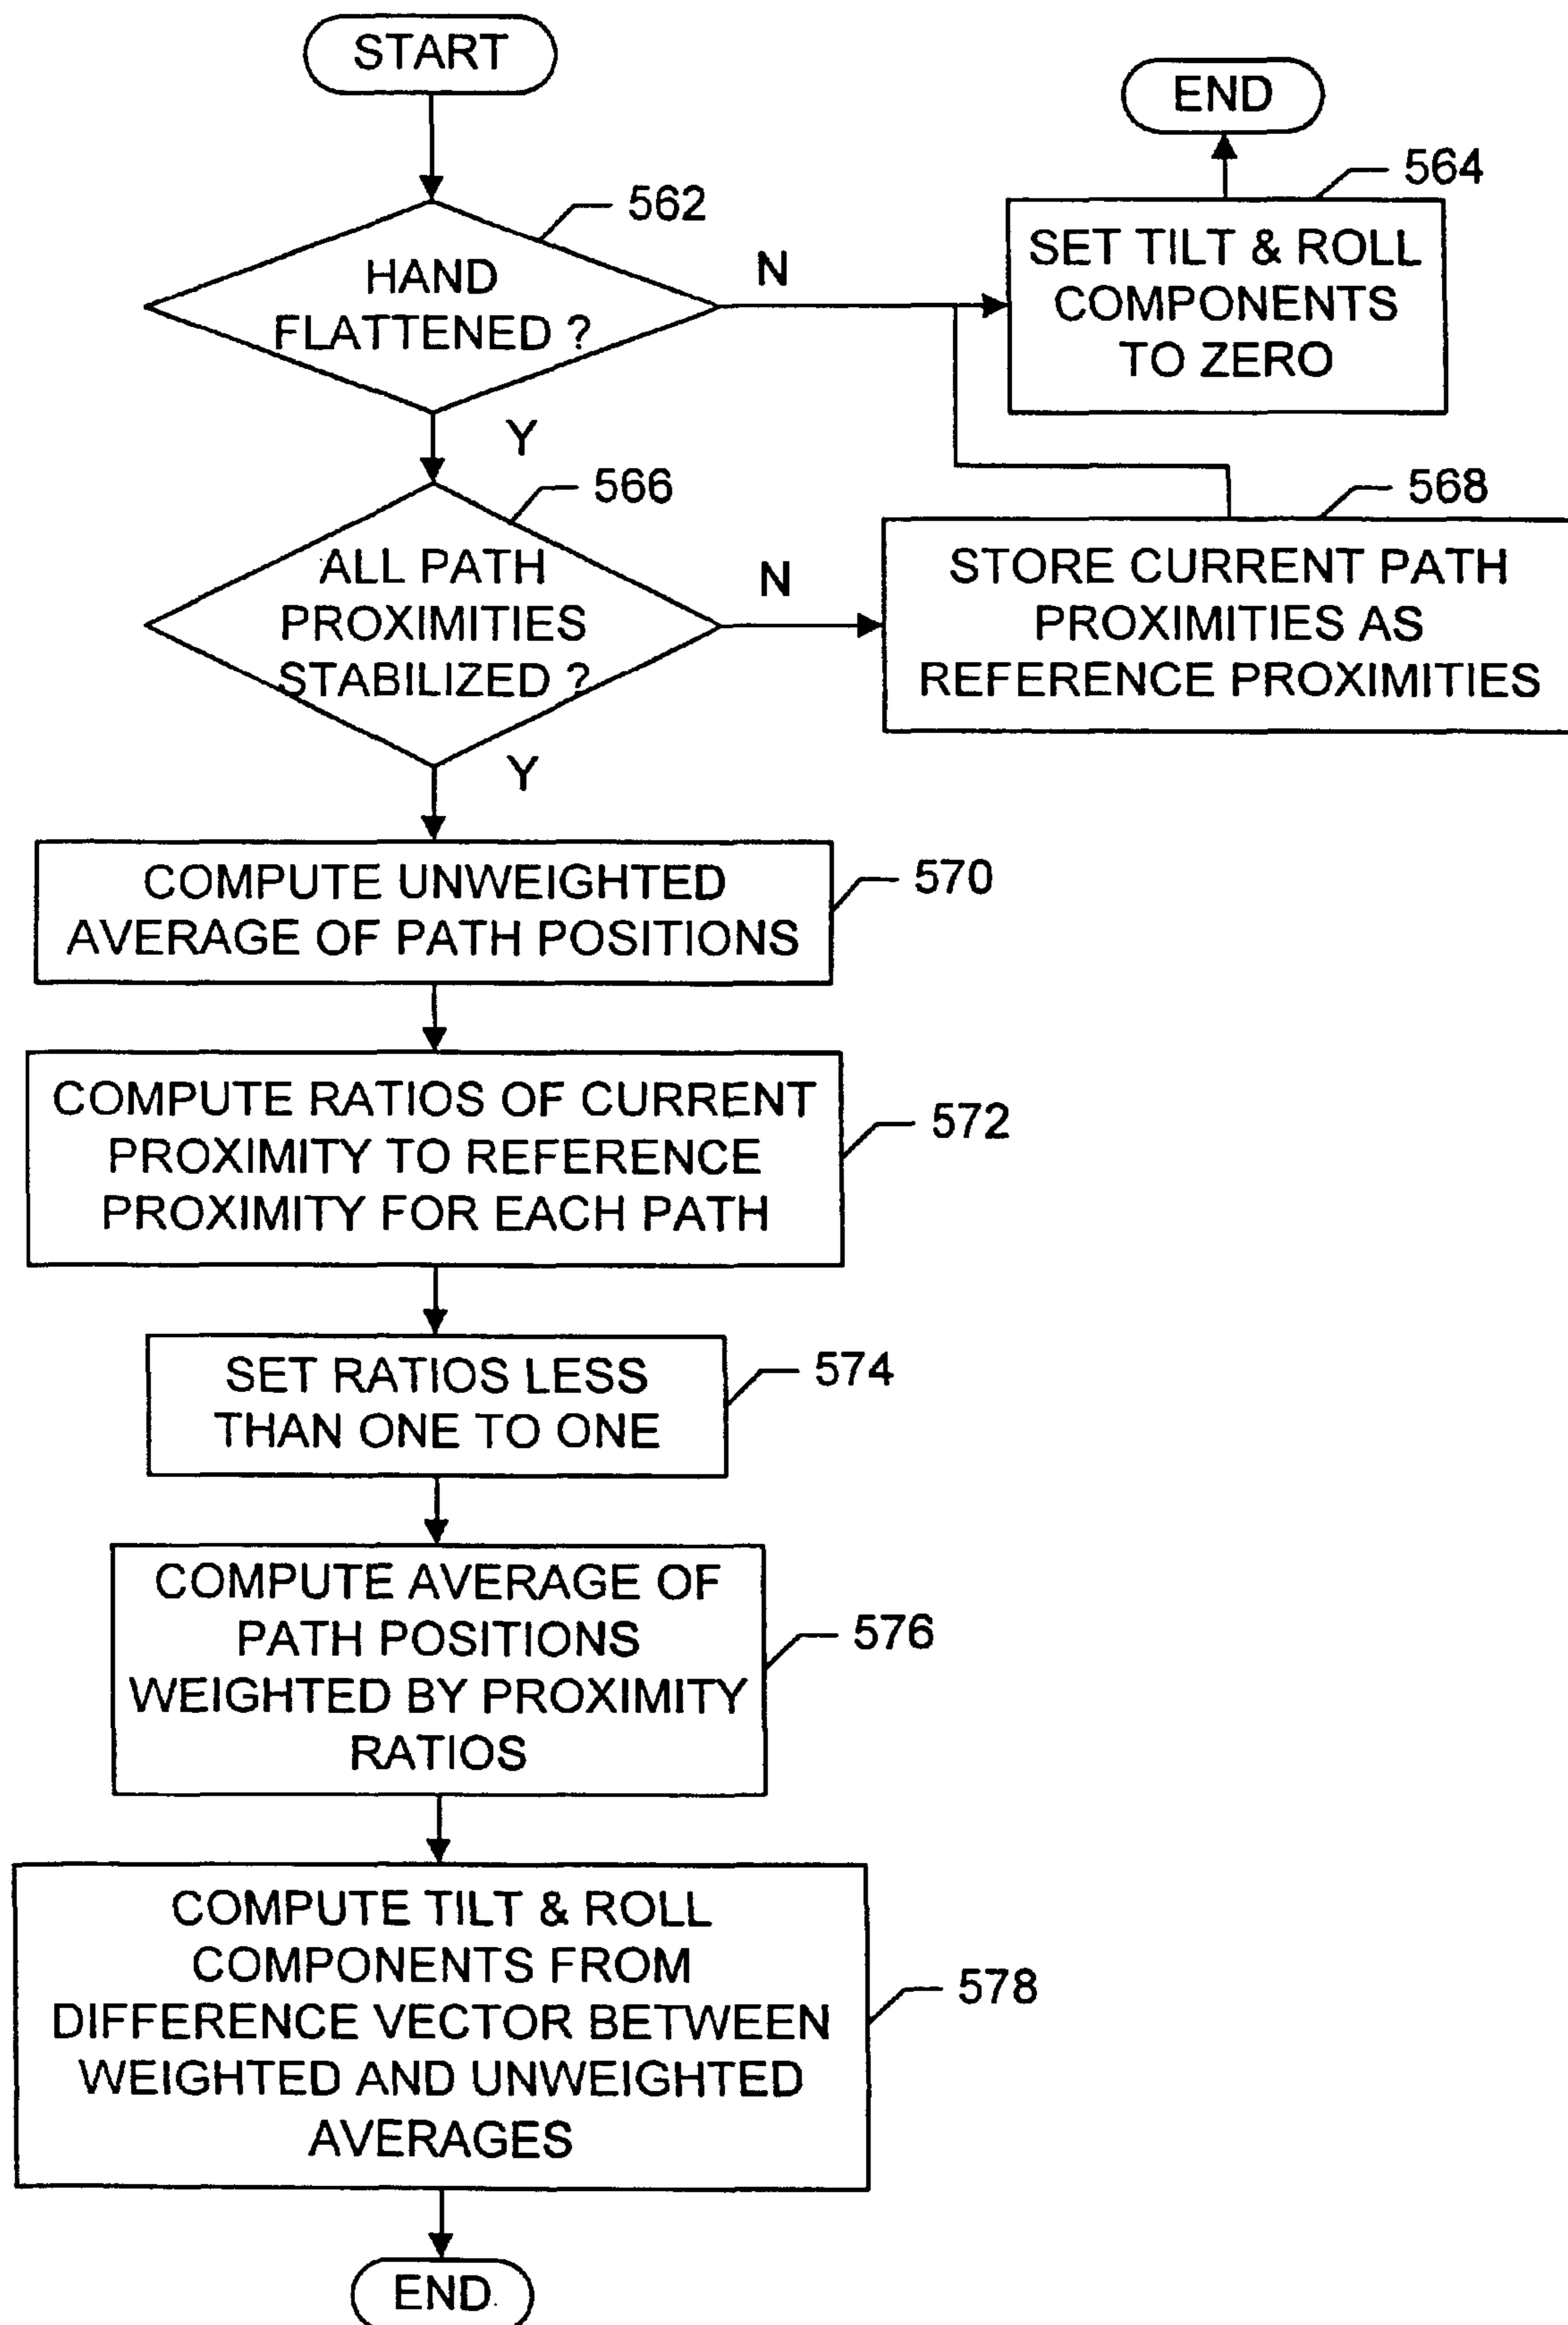 START
END
564
562
SET TILT & ROLL
COMPONENTS
TO ZERO
N
HAND
FLATTENED ?
Y
566
568
ALL PATH
PROXIMITIES
STABILIZED ?
N
STORE CURRENT PATH
PROXIMITIES AS
REFERENCE PROXIMITIES
Y
COMPUTE UNWEIGHTED
AVERAGE OF PATH POSITIONS
570
COMPUTE RATIOS OF CURRENT
PROXIMITY TO REFERENCE
PROXIMITY FOR EACH PATH
572
SET RATIOS LESS
THAN ONE TO ONE
574
COMPUTE AVERAGE OF
PATH POSITIONS
WEIGHTED BY PROXIMITY
RATIOS
576
COMPUTE TILT & ROLL
COMPONENTS FROM
DIFFERENCE VECTOR BETWEEN
WEIGHTED AND UNWEIGHTED
AVERAGES
578
END